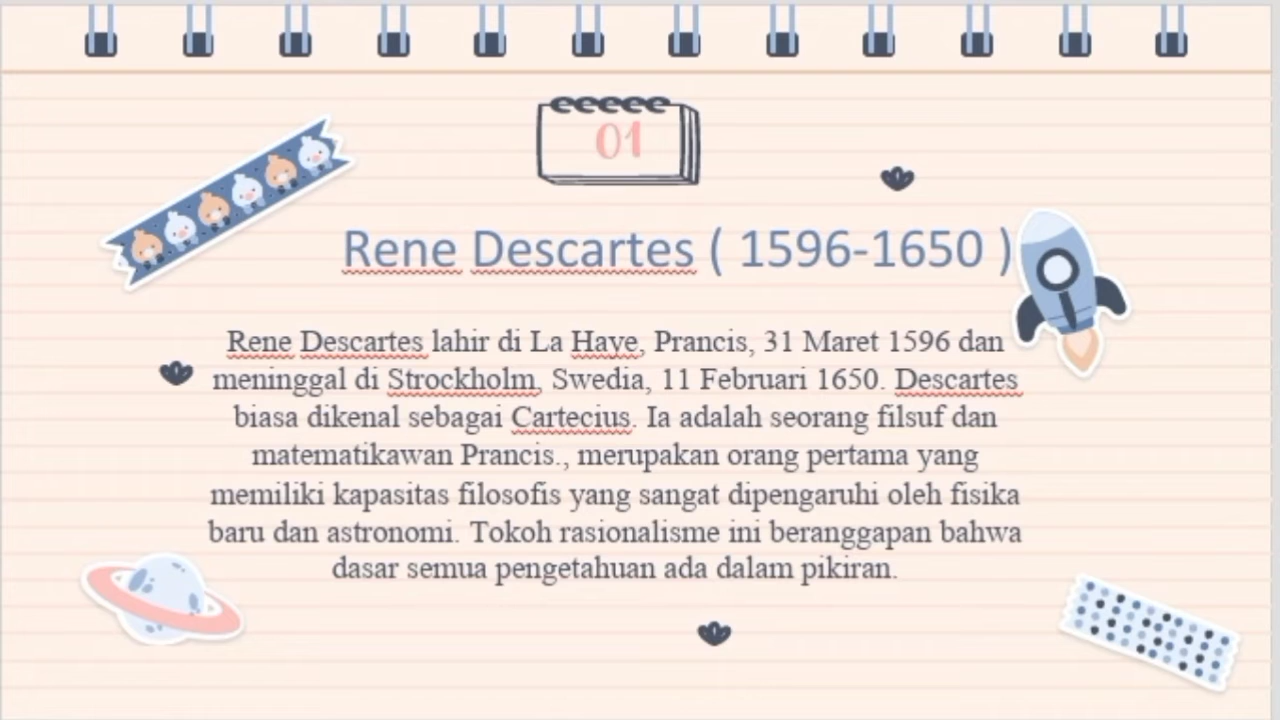 01
Rene Descartes ( 1596-1650 )
Rene Descartes lahir di La Haye, Prancis, 31 Maret 1596 dan
meninggal di Strockholm, Swedia, 11 Februari 1650. Descartes
biasa dikenal sebagai Cartecius. Ia adalah seorang filsuf dan
matematikawan Prancis., merupakan orang pertama yang
memiliki kapasitas filosofis yang sangat dipengaruhi oleh fisika
baru dan astronomi. Tokoh rasionalisme ini beranggapan bahwa
dasar semua pengetahuan ada dalam pikiran.